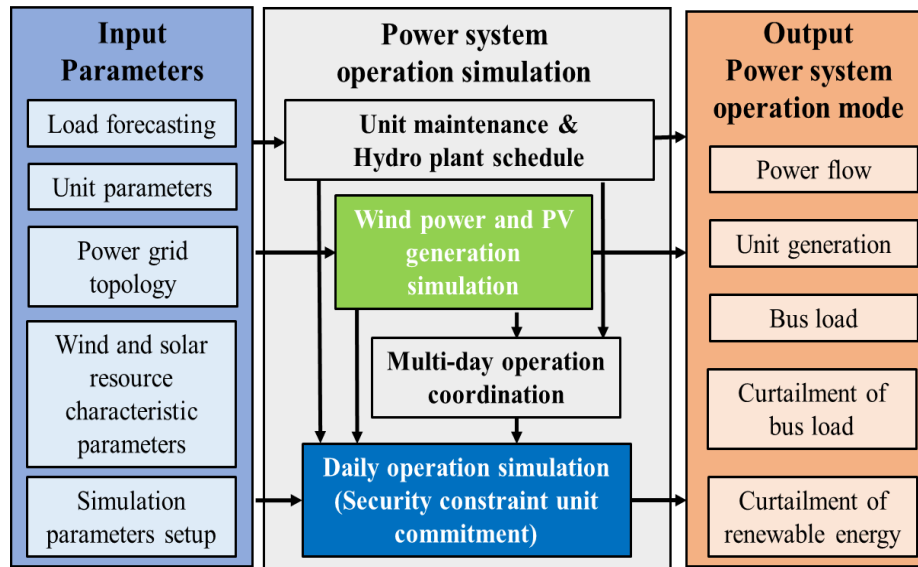 Input
Parameters
Load forecasting
Unit parameters
Power grid
topology
Wind and solar
resource
characteristic
parameters
Simulation
parameters setup
Power system
operation simulation
Unit maintenance &
Hydro plant schedule
Wind power and PV
generation
simulation
Multi-day operation
coordination
Daily operation simulation
(Security constraint unit
commitment)
Output
Power system
operation mode
Power flow
Unit generation
Bus load
Curtailment of
bus load
Curtailment of
renewable energy